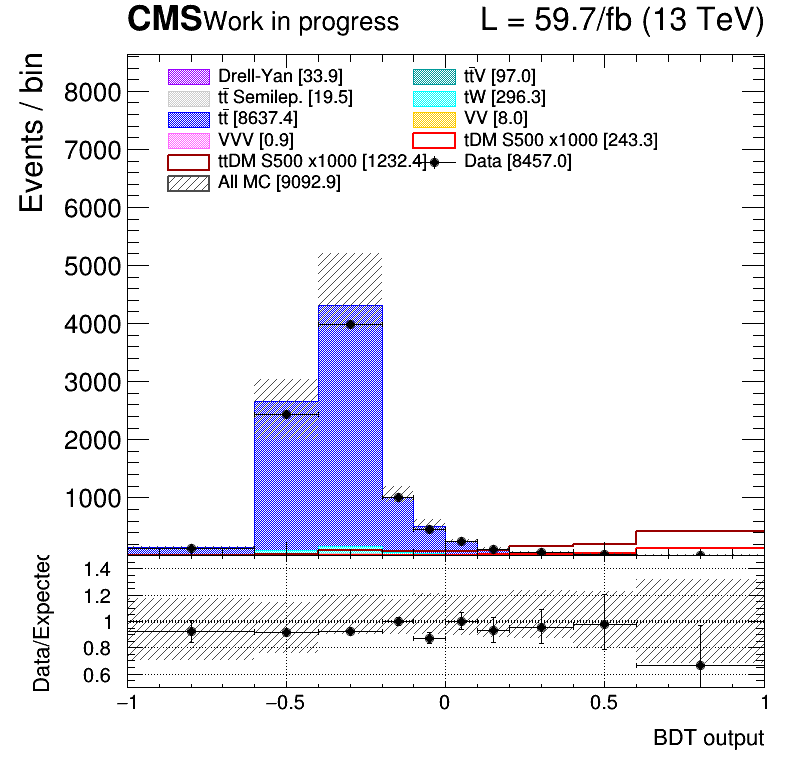 CMS Work in progress L = 59.7/fb (13 TeV)
Events / bin
Drell-Yan [33.9] tt̄V [97.0]
tt̄ Semilep. [19.5] tW [296.3]
tt̄ [8637.4] VV [8.0]
VVV [0.9] tDM S500 x1000 [243.3]
ttDM S500 x1000 [1232.4] Data [8457.0]
All MC [9092.9]
8000
7000
6000
5000
4000
3000
2000
1000
Data/Expected
1.4
1.2
1
0.8
0.6
−1 −0.5 0 0.5 1
BDT output